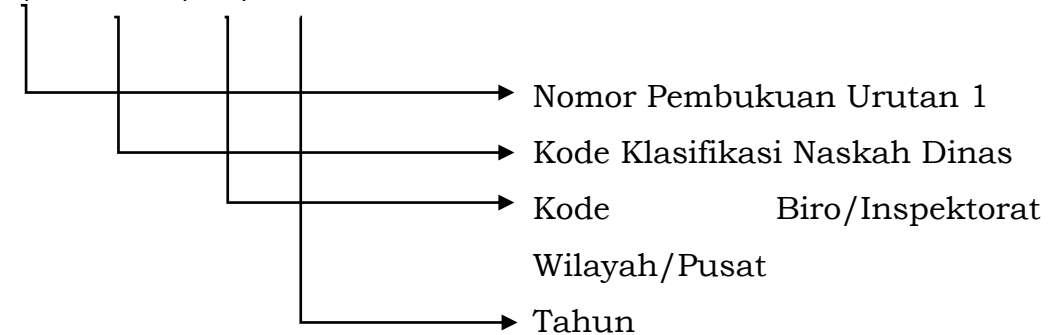 Nomor Pembukuan Urutan 1
Kode Klasifikasi Naskah Dinas
Kode Biro/Inspektorat
Wilayah/Pusat
Tahun